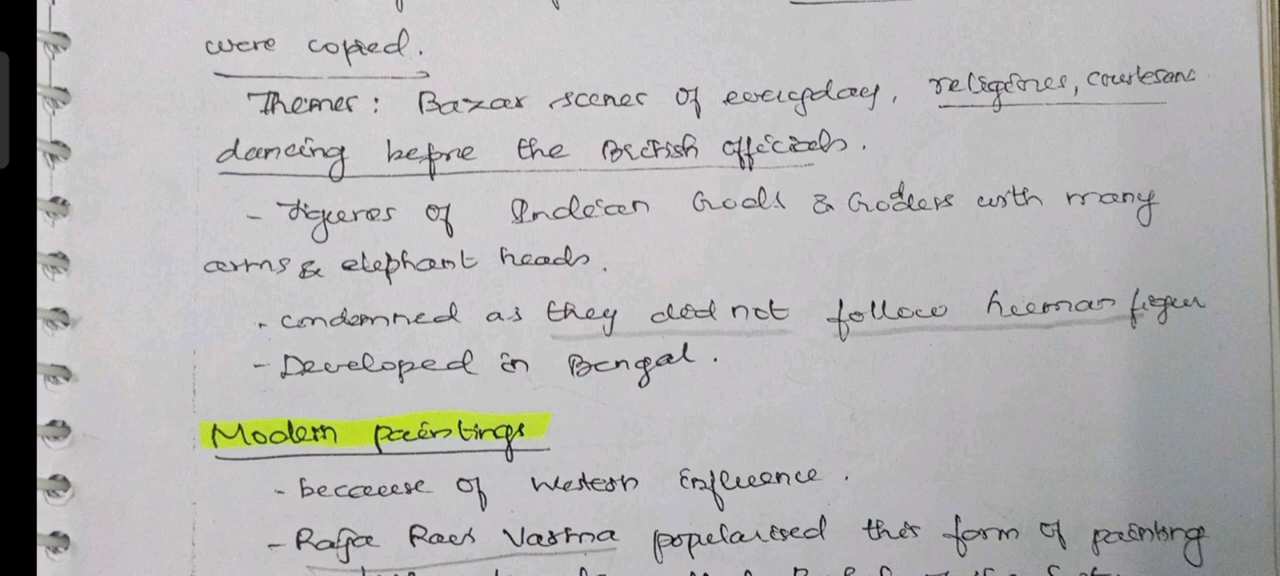 were copied.
Themes: Bazar scenes of everyday, religious, courtesans
dancing before the British officials.
- Figures of Indian Gods & Goddess with many
arms & elephant heads.
. condemned as they did not follow human figure
- Developed in Bengal.
Modern paintings
- because of western influence.
- Raja Ravi Varma popularised this form of painting